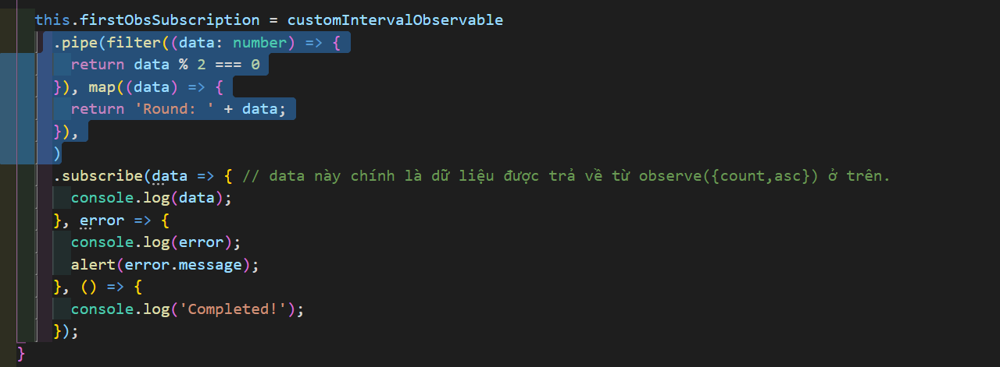 this.firstObsSubscription = customIntervalObservable
.pipe(filter((data: number) => {
return data % 2 === 0
}), map((data) => {
return 'Round: ' + data;
}),
)
.subscribe(data => { // data này chính là dữ liệu được trả về từ observe({count,asc}) ở trên.
console.log(data);
}, error => {
console.log(error);
alert(error.message);
}, () => {
console.log('Completed!');
});
}